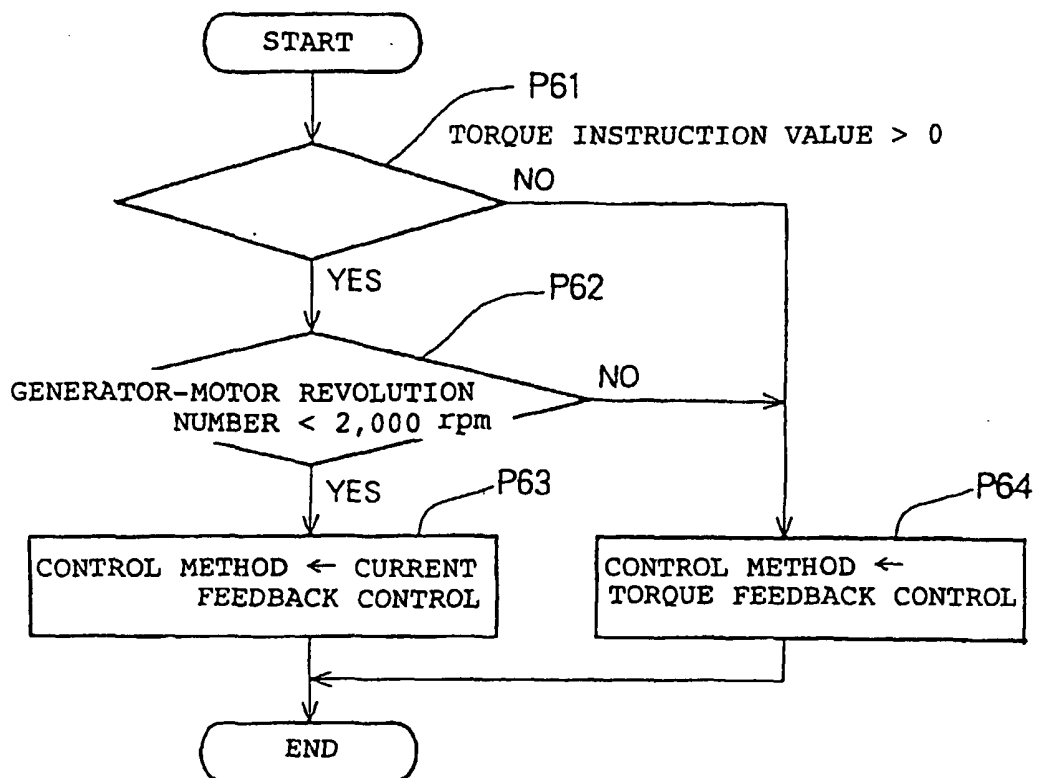 START
P61
TORQUE INSTRUCTION VALUE > 0
NO
YES
P62
NO
GENERATOR-MOTOR REVOLUTION
NUMBER < 2,000 rpm
YES
P63
P64
CONTROL METHOD ← CURRENT
FEEDBACK CONTROL
CONTROL METHOD ←
TORQUE FEEDBACK CONTROL
END